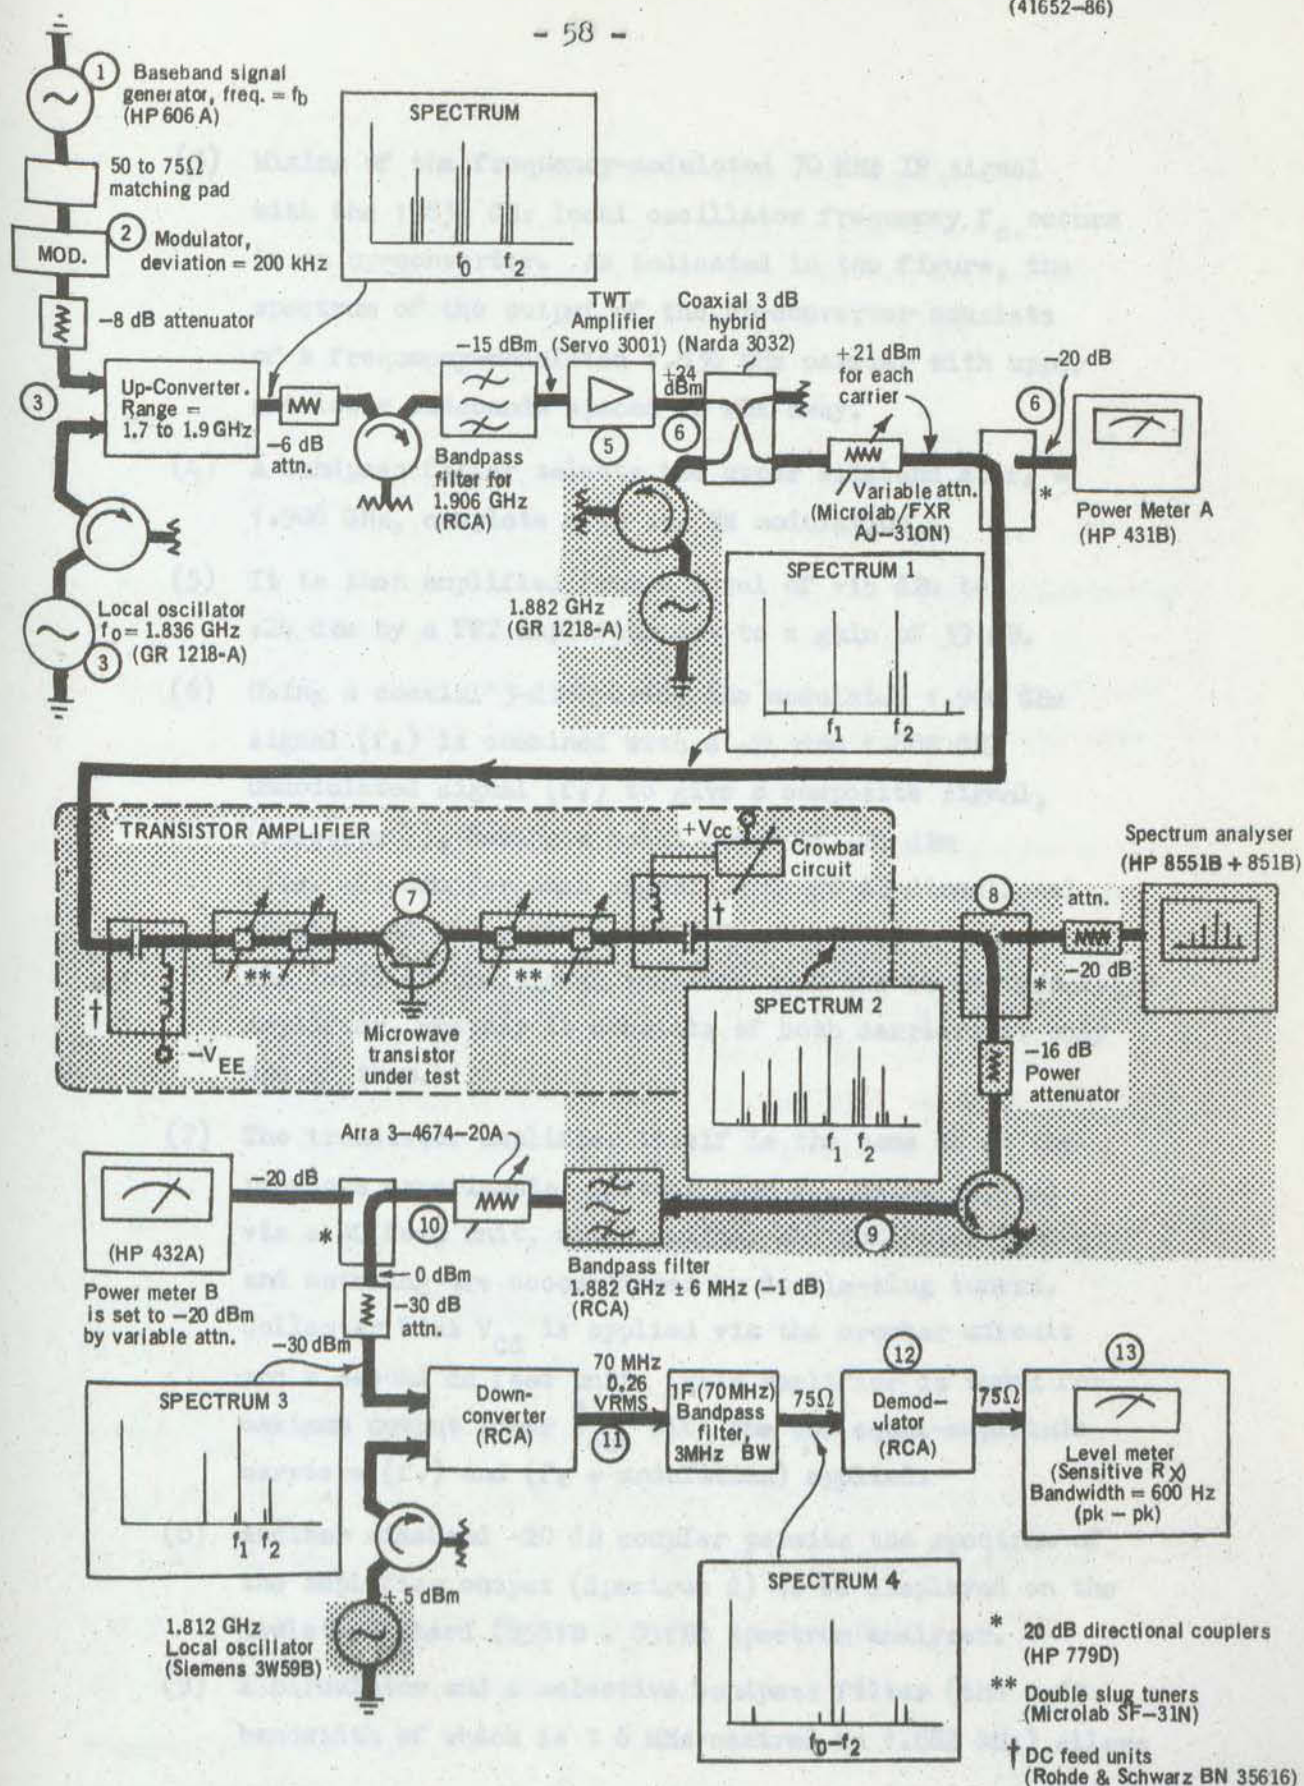 (41652-86)
- 58 -
1
Baseband signal
generator, freq. = fb
(HP 606 A)
50 to 75Ω
matching pad
MOD.
2
Modulator,
deviation = 200 kHz
-8 dB attenuator
SPECTRUM
f0 f2
3
Up-Converter.
Range =
1.7 to 1.9 GHz
-6 dB
attn.
Bandpass
filter for
1.906 GHz
(RCA)
-15 dBm
TWT
Amplifier
(Servo 3001)
5
+24
dBm
6
Coaxial 3 dB
hybrid
(Narda 3032)
+21 dBm
for each
carrier
Variable attn.
(Microlab/FXR
AJ-310N)
6
-20 dB
*
Power Meter A
(HP 431B)
Local oscillator
f0 = 1.836 GHz
(GR 1218-A)
3
1.882 GHz
(GR 1218-A)
SPECTRUM 1
f1 f2
TRANSISTOR AMPLIFIER
+VCC
Crowbar
circuit
†
7
**
**
†
-VEE
Microwave
transistor
under test
8
*
attn.
-20 dB
Spectrum analyser
(HP 8551B + 851B)
SPECTRUM 2
f1 f2
-16 dB
Power
attenuator
9
Arra 3-4674-20A
-20 dB
*
10
(HP 432A)
Power meter B
is set to -20 dBm
by variable attn.
0 dBm
-30 dB
attn.
-30 dBm
Bandpass filter
1.882 GHz ± 6 MHz (-1 dB)
(RCA)
SPECTRUM 3
f1 f2
Down-
converter
(RCA)
70 MHz
0.26
VRMS
11
1F (70 MHz)
Bandpass
filter,
3MHz BW
75Ω
12
Demod-
ulator
(RCA)
75Ω
13
Level meter
(Sensitive RX)
Bandwidth = 600 Hz
(pk - pk)
+ 5 dBm
1.812 GHz
Local oscillator
(Siemens 3W59B)
SPECTRUM 4
f0-f2
* 20 dB directional couplers
(HP 779D)
** Double slug tuners
(Microlab SF-31N)
† DC feed units
(Rohde & Schwarz BN 35616)